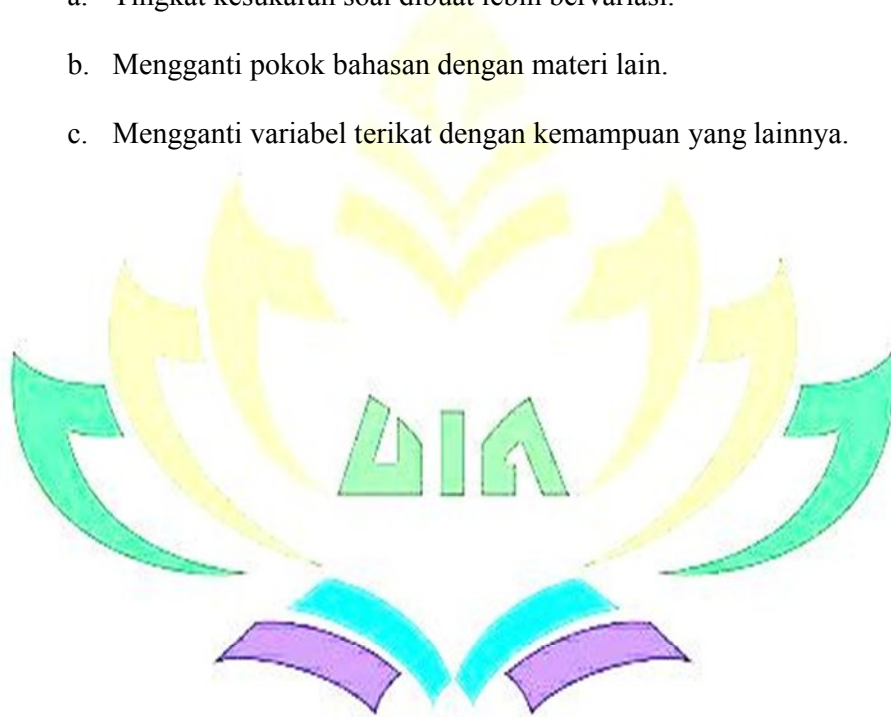 a. Tingkat kesukaran soal dibuat lebih bervariasi.
b. Mengganti pokok bahasan dengan materi lain.
c. Mengganti variabel terikat dengan kemampuan yang lainnya.
UIN